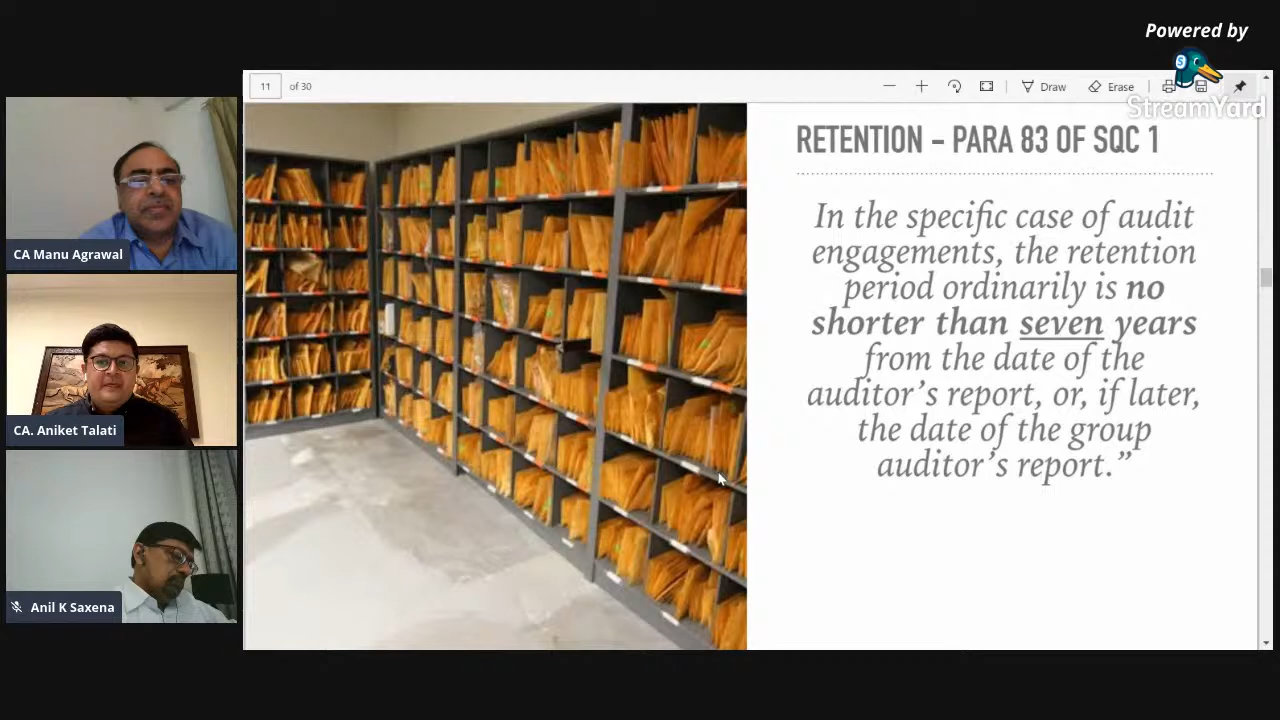 Powered by
StreamYard
11 of 30
Draw
Erase
CA Manu Agrawal
CA. Aniket Talati
Anil K Saxena
RETENTION – PARA 83 OF SQC 1
In the specific case of audit
engagements, the retention
period ordinarily is no
shorter than seven years
from the date of the
auditor’s report, or, if later,
the date of the group
auditor’s report.”